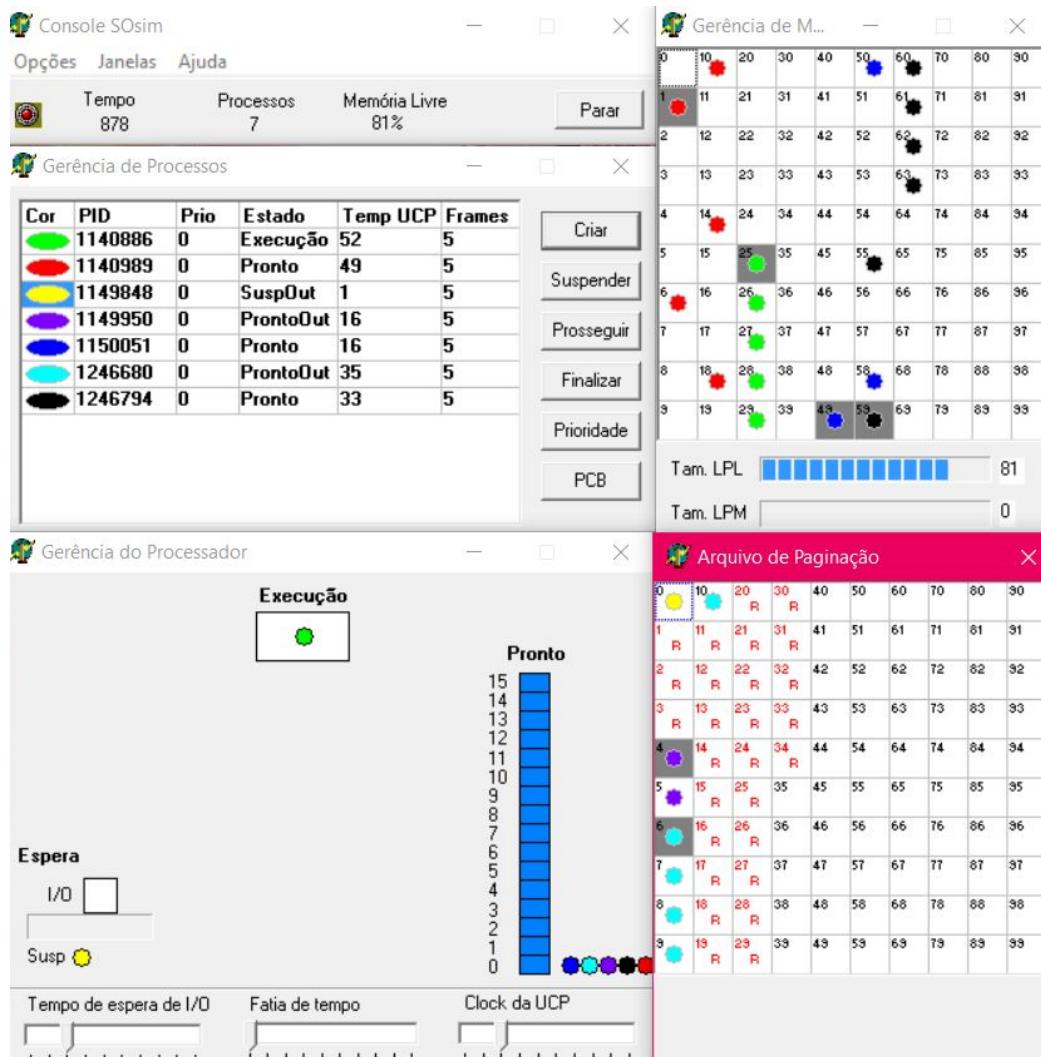 Console SOsim
Opções Janelas Ajuda
Tempo Processos Memória Livre
878 7 81%
Parar
Gerência de Processos
Cor PID Prio Estado Temp UCP Frames
1140886 0 Execução 52 5
1140989 0 Pronto 49 5
1149848 0 SuspOut 1 5
1149950 0 ProntoOut 16 5
1150051 0 Pronto 16 5
1246680 0 ProntoOut 35 5
1246794 0 Pronto 33 5
Criar
Suspender
Prosseguir
Finalizar
Prioridade
PCB
Gerência de M...
0 10 20 30 40 50 60 70 80 90
1 11 21 31 41 51 61 71 81 91
2 12 22 32 42 52 62 72 82 92
3 13 23 33 43 53 63 73 83 93
4 14 24 34 44 54 64 74 84 94
5 15 25 35 45 55 65 75 85 95
6 16 26 36 46 56 66 76 86 96
7 17 27 37 47 57 67 77 87 97
8 18 28 38 48 58 68 78 88 98
9 19 29 39 49 59 69 79 89 99
Tam. LPL 81
Tam. LPM 0
Gerência do Processador
Execução
Pronto
15
14
13
12
11
10
9
8
7
6
5
4
3
2
1
0
Espera
I/O
Susp
Tempo de espera de I/O Fatia de tempo Clock da UCP
Arquivo de Paginação
0 10 20 30 40 50 60 70 80 90
R R
1 11 21 31 41 51 61 71 81 91
R R R R
2 12 22 32 42 52 62 72 82 92
R R R R
3 13 23 33 43 53 63 73 83 93
R R R R
4 14 24 34 44 54 64 74 84 94
R R R
5 15 25 35 45 55 65 75 85 95
R R
6 16 26 36 46 56 66 76 86 96
R R
7 17 27 37 47 57 67 77 87 97
R R
8 18 28 38 48 58 68 78 88 98
R R
9 19 29 39 49 59 69 79 89 99
R R